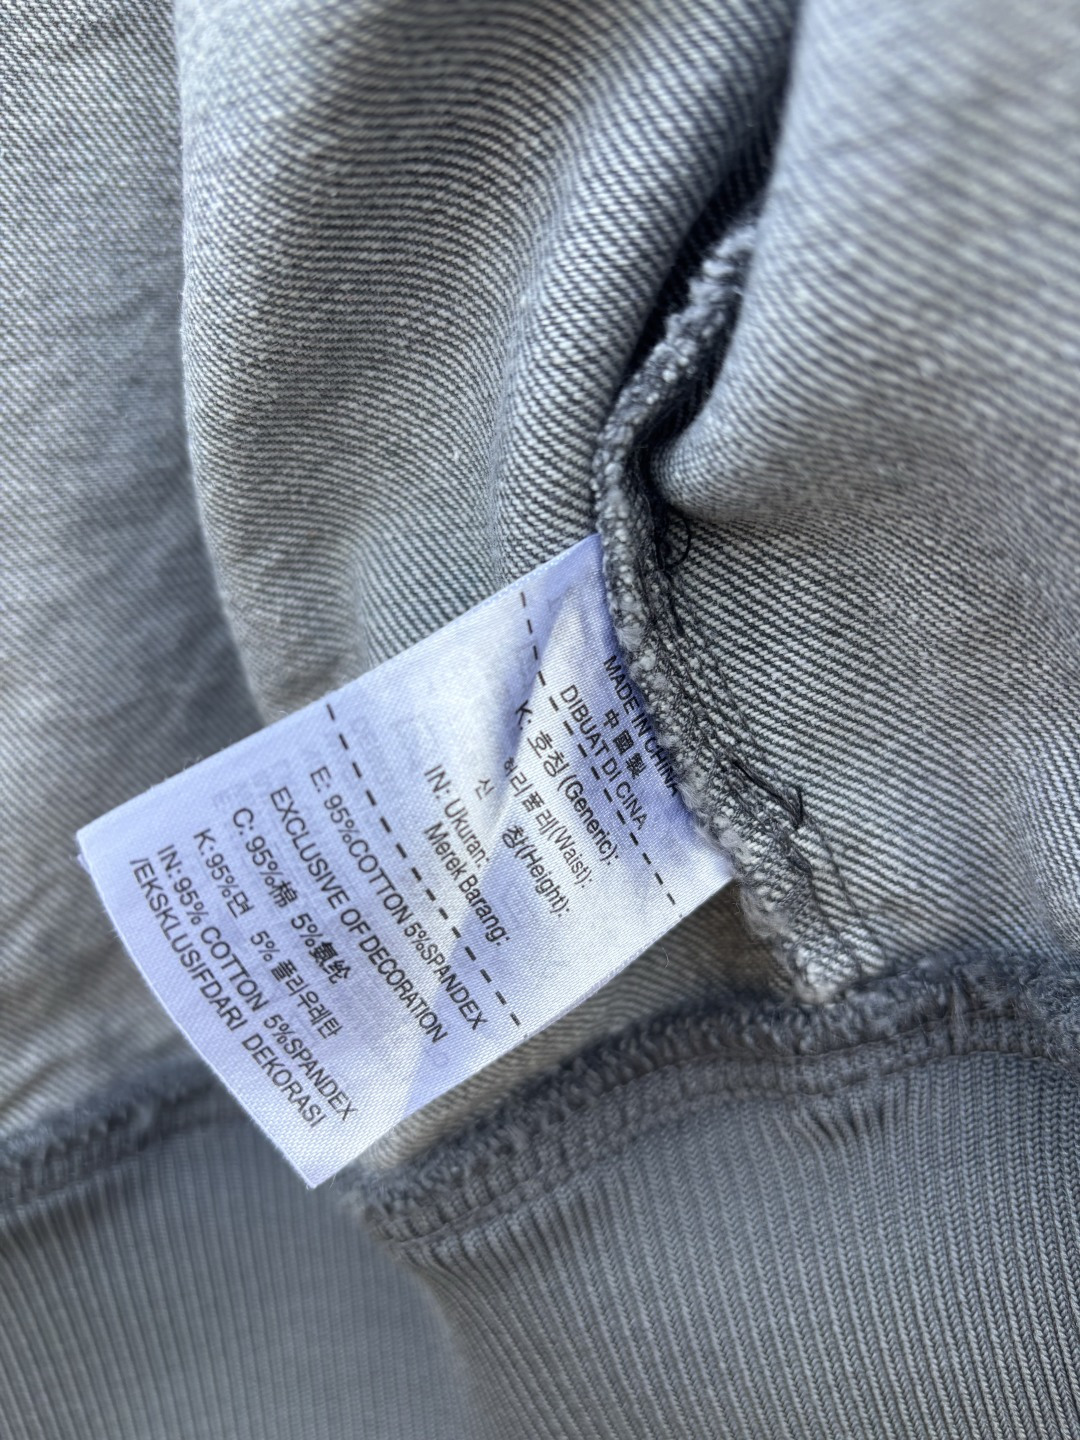 MADE IN CHINA
中國製
DIBUAT DI CINA
K: 호칭(Generic):
허리둘레(Waist):
신 장(Height):
IN: Ukuran:
Merek Barang:
E: 95%COTTON 5%SPANDEX
EXCLUSIVE OF DECORATION
C:95%棉 5%氨纶
K:95%면 5% 폴리우레탄
IN:95% COTTON 5%SPANDEX
/EKSKLUSIFDARI DEKORASI